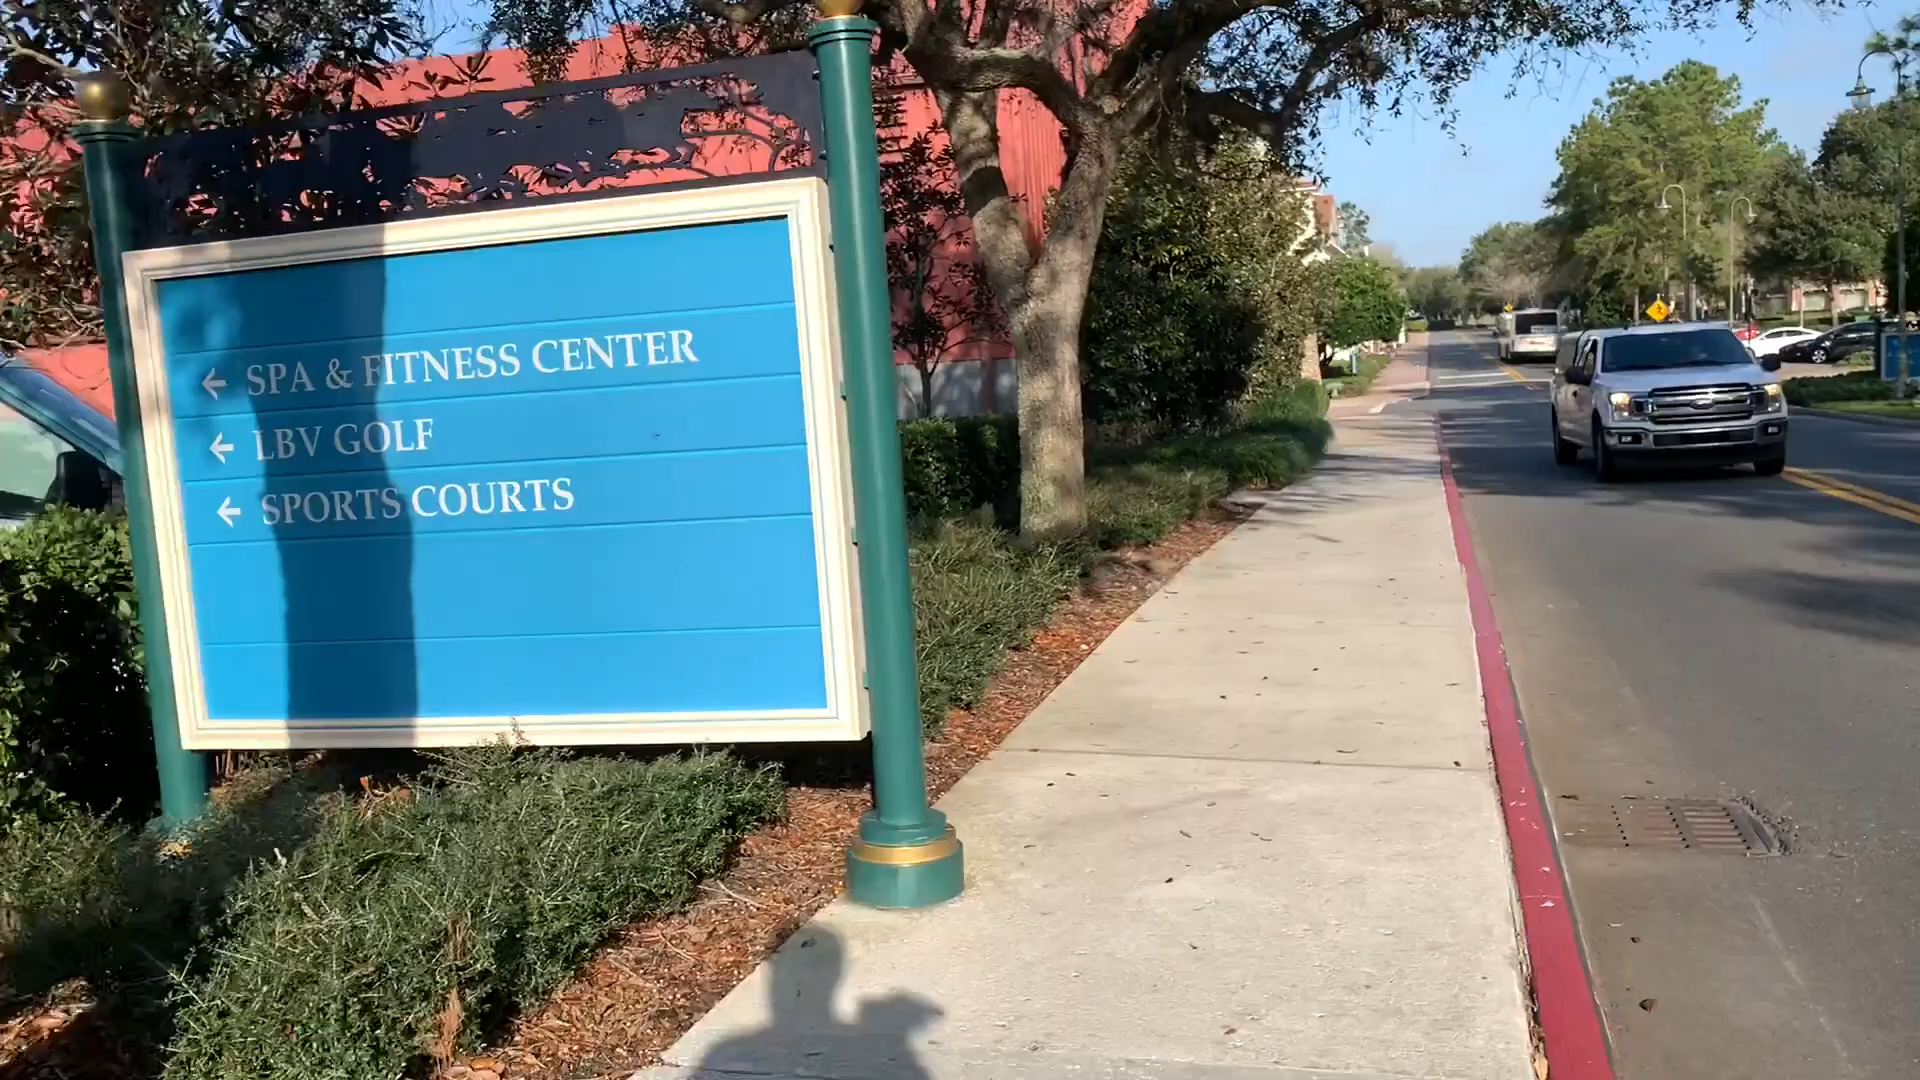 ← SPA & FITNESS CENTER
← LBV GOLF
← SPORTS COURTS